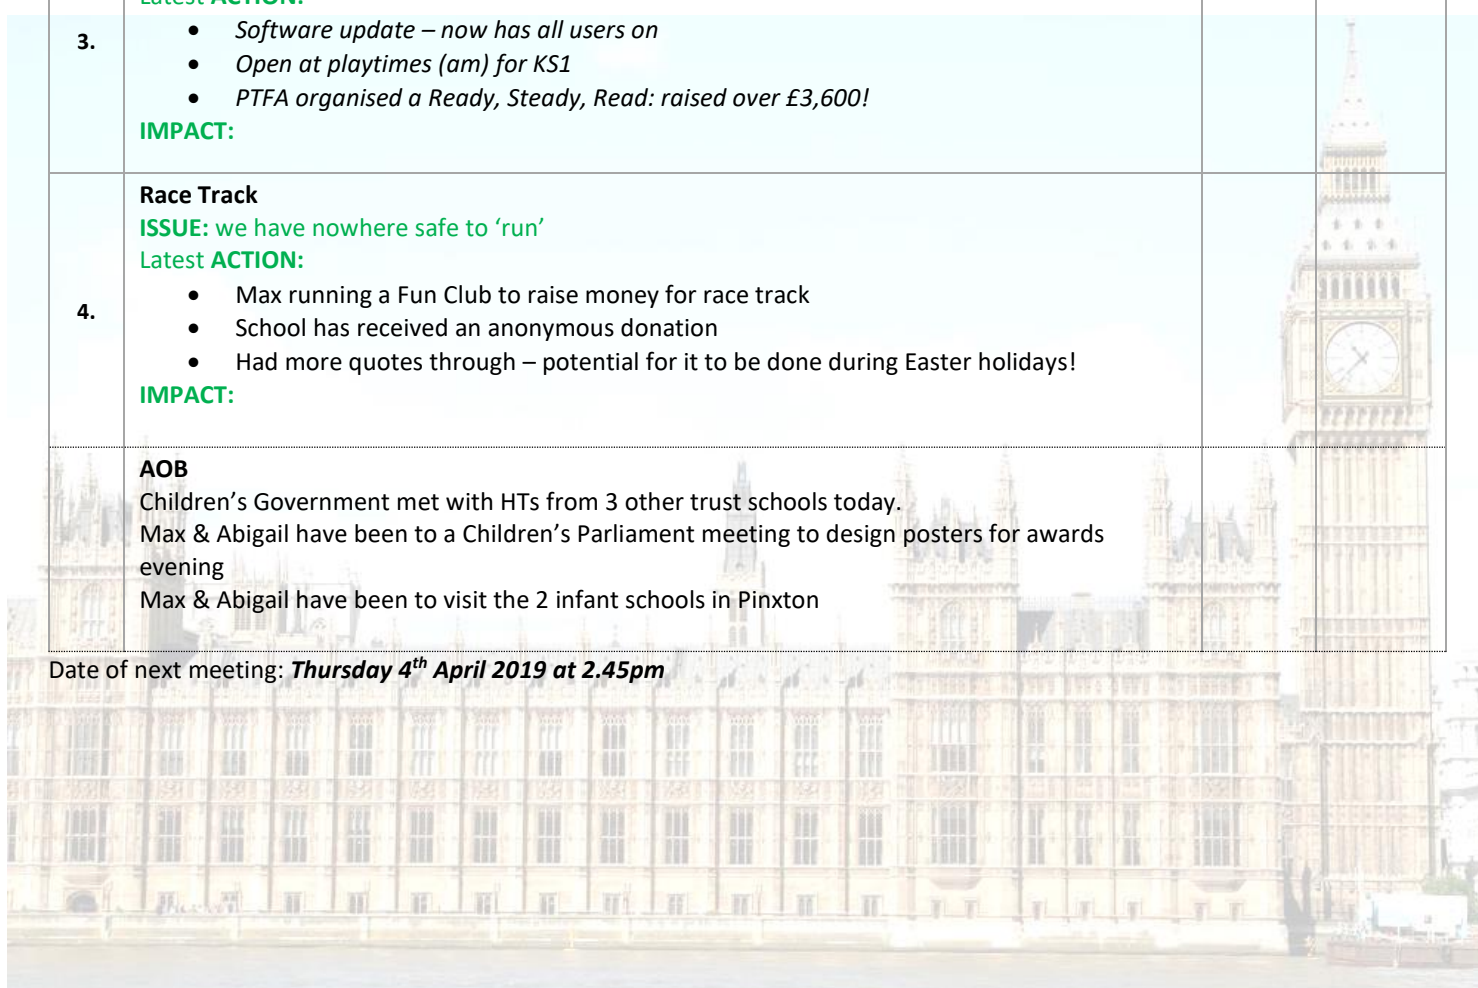 Latest ACTION:
3.
• Software update – now has all users on
• Open at playtimes (am) for KS1
• PTFA organised a Ready, Steady, Read: raised over £3,600!
IMPACT:
4.
Race Track
ISSUE: we have nowhere safe to ‘run’
Latest ACTION:
• Max running a Fun Club to raise money for race track
• School has received an anonymous donation
• Had more quotes through – potential for it to be done during Easter holidays!
IMPACT:
AOB
Children’s Government met with HTs from 3 other trust schools today.
Max & Abigail have been to a Children’s Parliament meeting to design posters for awards
evening
Max & Abigail have been to visit the 2 infant schools in Pinxton
Date of next meeting: Thursday 4th April 2019 at 2.45pm